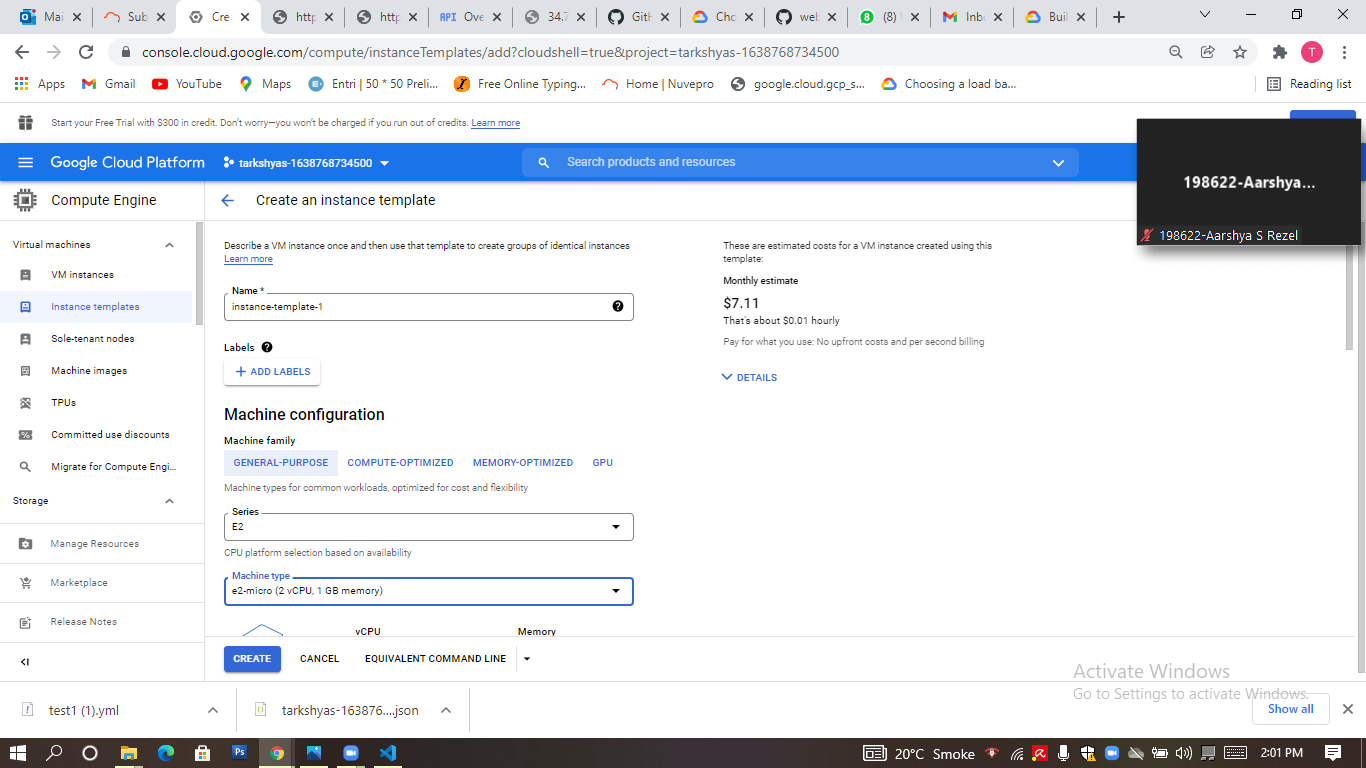 Mai
Sub
Crea
http
http
API Ove
34.7
GitH
Cho
web
(8) W
Inbo
Buil
console.cloud.google.com/compute/instanceTemplates/add?cloudshell=true&project=tarkshyas-1638768734500
T
Apps
Gmail
YouTube
Maps
Entri | 50 * 50 Preli...
Free Online Typing...
Home | Nuvepro
google.cloud.gcp_s...
Choosing a load ba...
Reading list
Start your Free Trial with $300 in credit. Don't worry—you won't be charged if you run out of credits. Learn more
Google Cloud Platform
tarkshyas-1638768734500
Search products and resources
198622-Aarshya...
198622-Aarshya S Rezel
Compute Engine
Create an instance template
Virtual machines
VM instances
Instance templates
Sole-tenant nodes
Machine images
TPUs
Committed use discounts
Migrate for Compute Engi...
Storage
Manage Resources
Marketplace
Release Notes
Describe a VM instance once and then use that template to create groups of identical instances
Learn more
Name *
instance-template-1
Labels
ADD LABELS
Machine configuration
Machine family
GENERAL-PURPOSE
COMPUTE-OPTIMIZED
MEMORY-OPTIMIZED
GPU
Machine types for common workloads, optimized for cost and flexibility
Series
E2
CPU platform selection based on availability
Machine type
e2-micro (2 vCPU, 1 GB memory)
vCPU
Memory
CREATE
CANCEL
EQUIVALENT COMMAND LINE
These are estimated costs for a VM instance created using this
template:
Monthly estimate
$7.11
That's about $0.01 hourly
Pay for what you use: No upfront costs and per second billing
DETAILS
Activate Windows
Go to Settings to activate Windows.
test1 (1).yml
tarkshyas-163876....json
Show all
Ps
20°C Smoke
2:01 PM